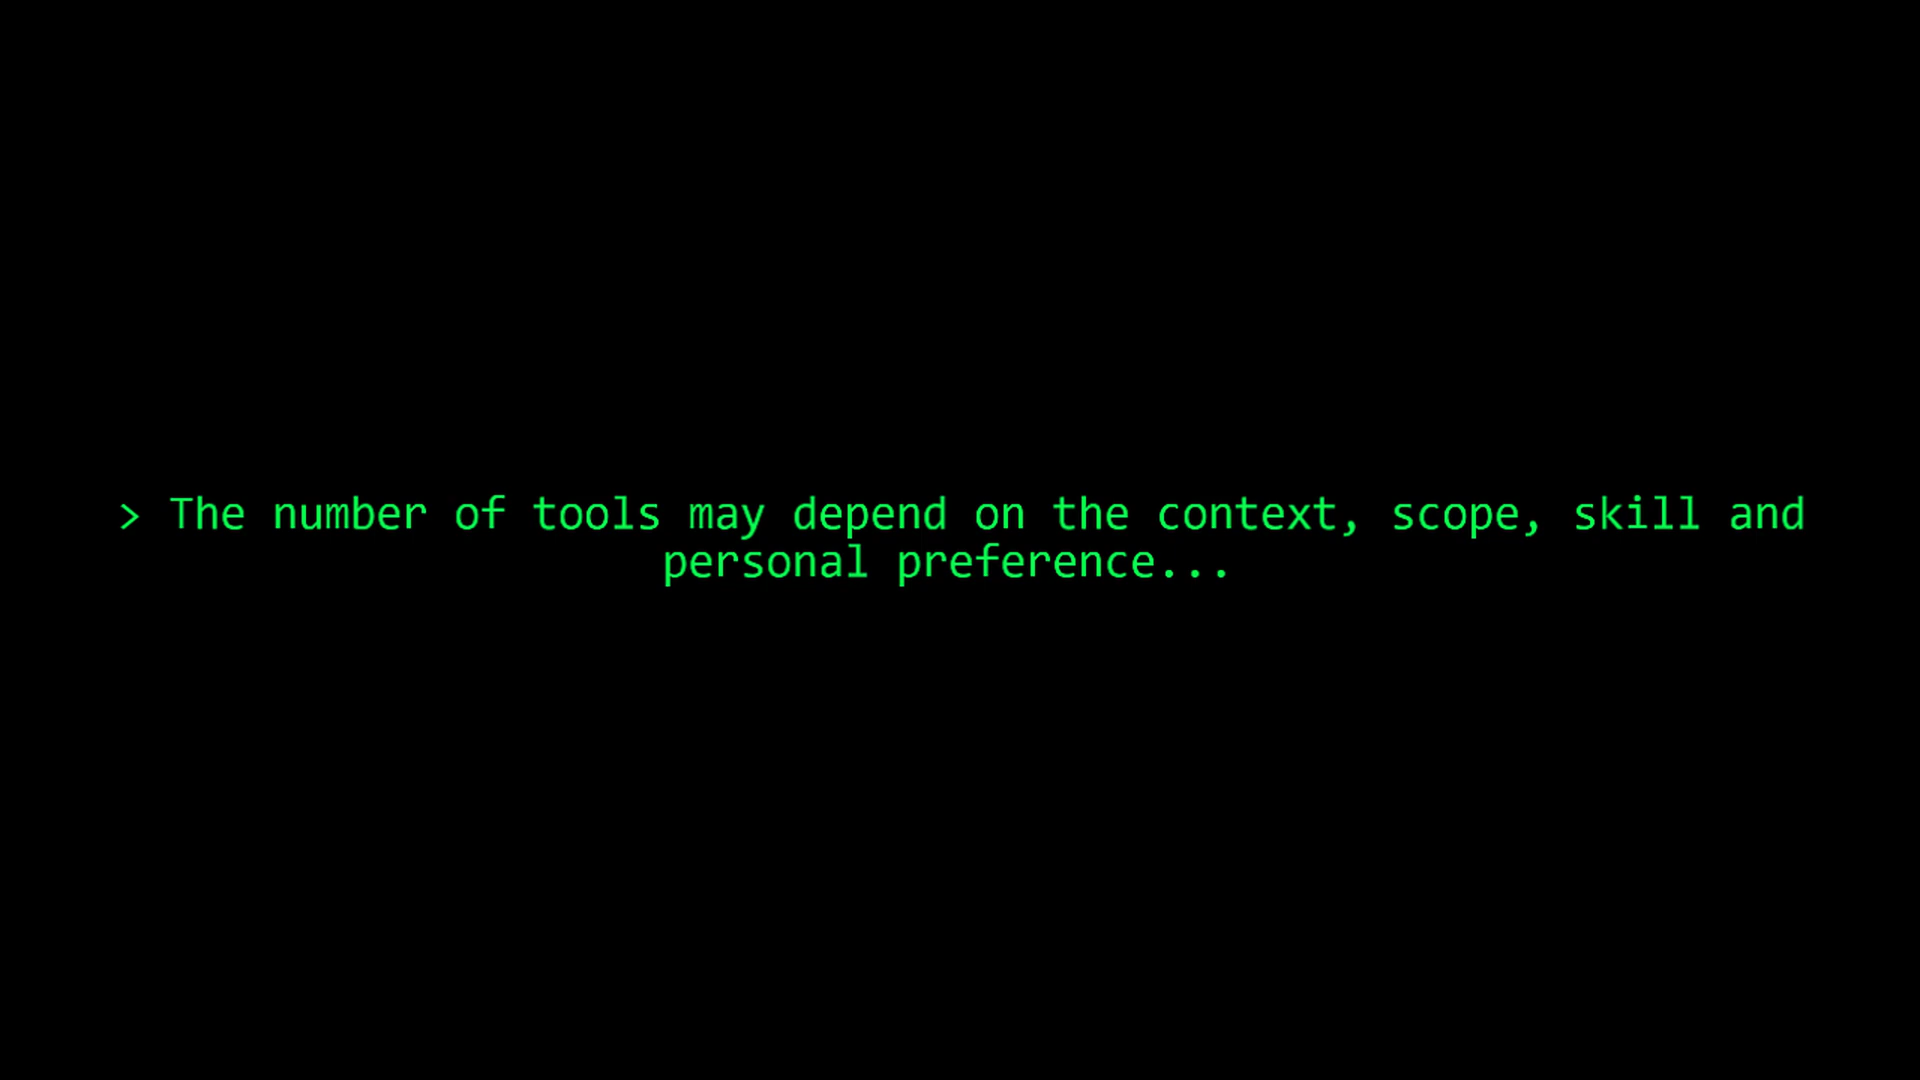 > The number of tools may depend on the context, scope, skill and
personal preference...